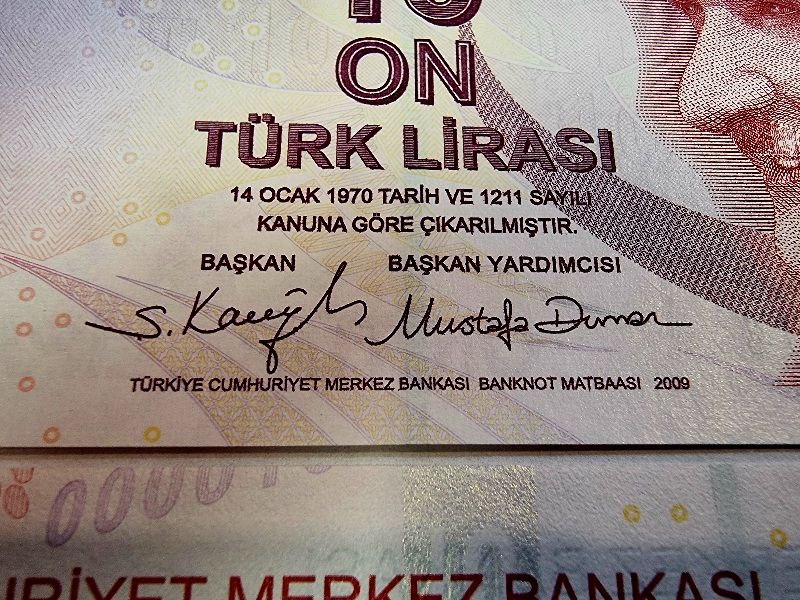 10
ON
TÜRK LİRASI
14 OCAK 1970 TARİH VE 1211 SAYILI
KANUNA GÖRE ÇIKARILMIŞTIR.
BAŞKAN BAŞKAN YARDIMCISI
Mustafa
TÜRKİYE CUMHURİYET MERKEZ BANKASI BANKNOT MATBAASI 2009
MERKEZ BANKASI